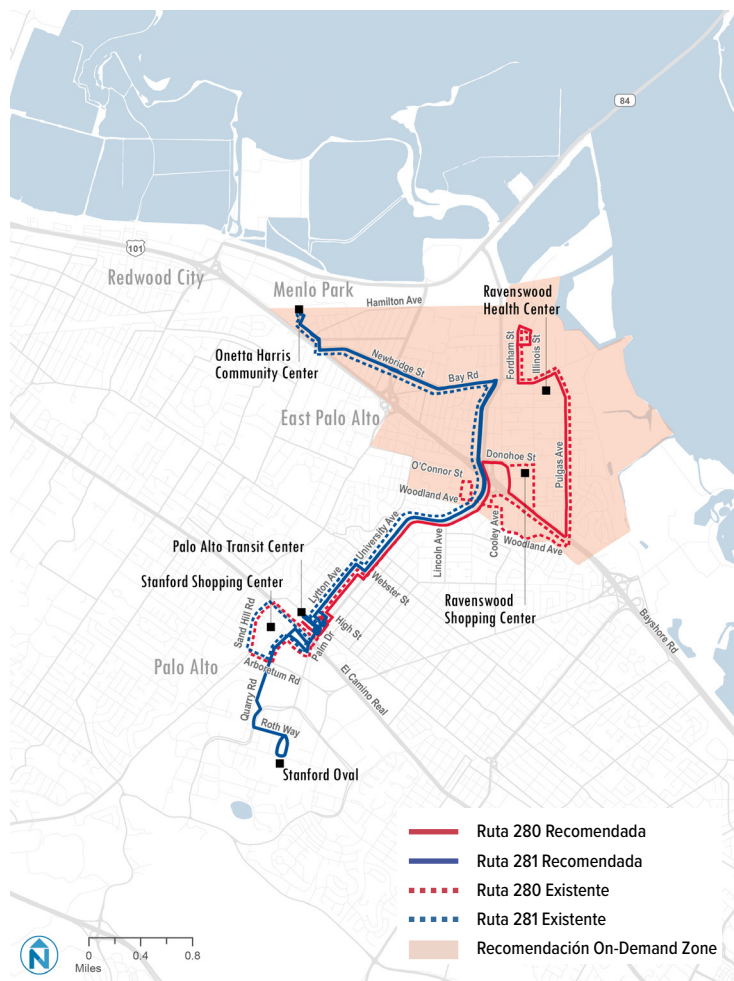 84
101
Redwood City
Menlo Park
Hamilton Ave
Ravenswood
Health Center
Fordham St
Illinois St
Onetta Harris
Community Center
Newbridge St
Bay Rd
East Palo Alto
Donohoe St
O'Connor St
Pulgas Ave
Woodland Ave
Cooley Ave
Woodland Ave
University Ave
Lincoln Ave
Palo Alto Transit Center
Lytton Ave
Webster St
Stanford Shopping Center
Ravenswood
Shopping Center
Sand Hill Rd
High St
Palm Dr
Bayshore Rd
Palo Alto
Arboretum Rd
El Camino Real
Quarry Rd
Roth Way
Stanford Oval
Ruta 280 Recomendada
Ruta 281 Recomendada
Ruta 280 Existente
Ruta 281 Existente
Recomendación On-Demand Zone
N
0 0.4 0.8
Miles